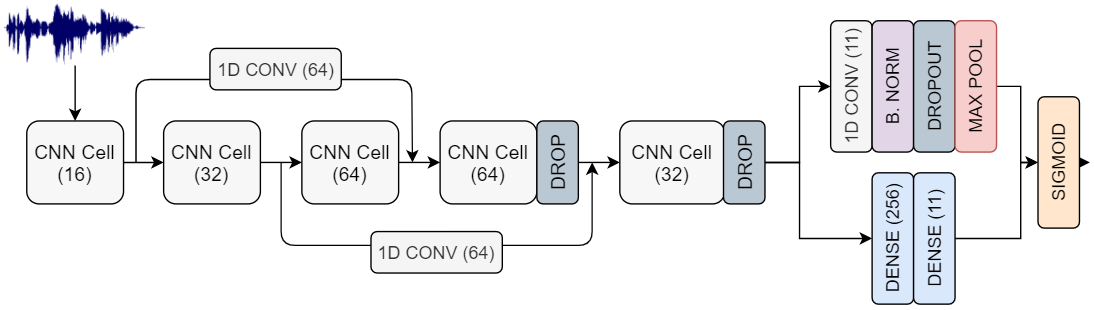 1D CONV (64)
CNN Cell
(16)
CNN Cell
(32)
CNN Cell
(64)
CNN Cell
(64)
DROP
1D CONV (64)
CNN Cell
(32)
DROP
1D CONV (11)
B. NORM
DROPOUT
MAX POOL
DENSE (256)
DENSE (11)
SIGMOID